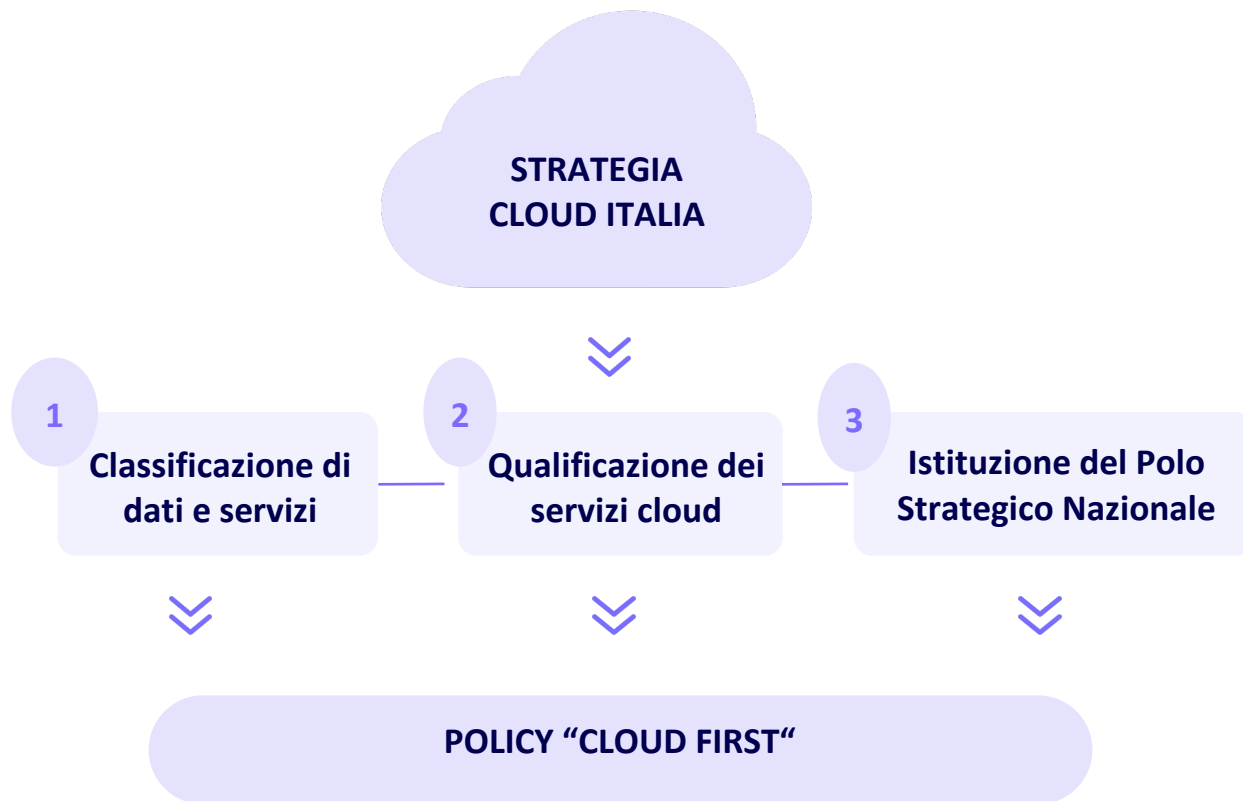 STRATEGIA
CLOUD ITALIA
1
Classificazione di
dati e servizi
2
Qualificazione dei
servizi cloud
3
Istituzione del Polo
Strategico Nazionale
POLICY “CLOUD FIRST“